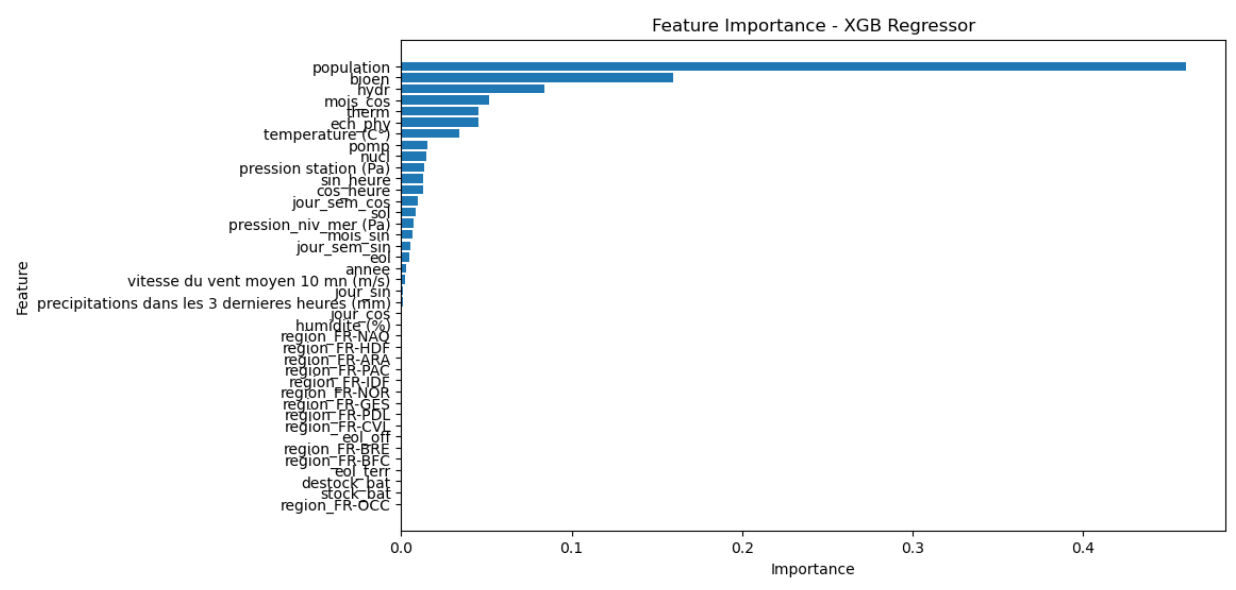 Feature Importance - XGB Regressor
population
bioen
hydr
mois_cos
therm
ech_phy
temperature (C°)
pomp
nucl
pression station (Pa)
sin_heure
cos_heure
jour_sem_cos
sol
pression_niv_mer (Pa)
mois_sin
jour_sem_sin
eol
annee
vitesse du vent moyen 10 mn (m/s)
jour_sin
precipitations dans les 3 dernieres heures (mm)
jour_cos
humidite (%)
region_FR-NAQ
region_FR-HDF
region_FR-ARA
region_FR-PAC
region_FR-IDF
region_FR-NOR
region_FR-GES
region_FR-PDL
region_FR-CVL
eol_off
region_FR-BRE
region_FR-BFC
eol_terr
destock_bat
stock_bat
region_FR-OCC
Feature
0.0 0.1 0.2 0.3 0.4
Importance